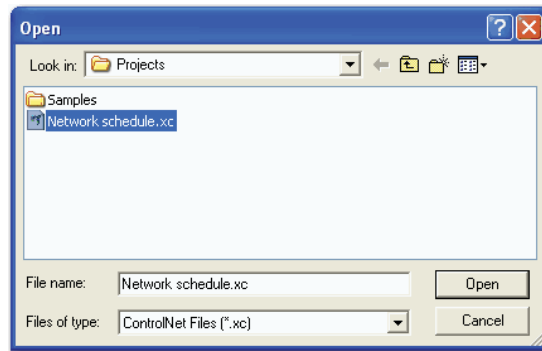 Open
Look in: Projects
Samples
Network schedule.xc
File name: Network schedule.xc Open
Files of type: ControlNet Files (*.xc) Cancel